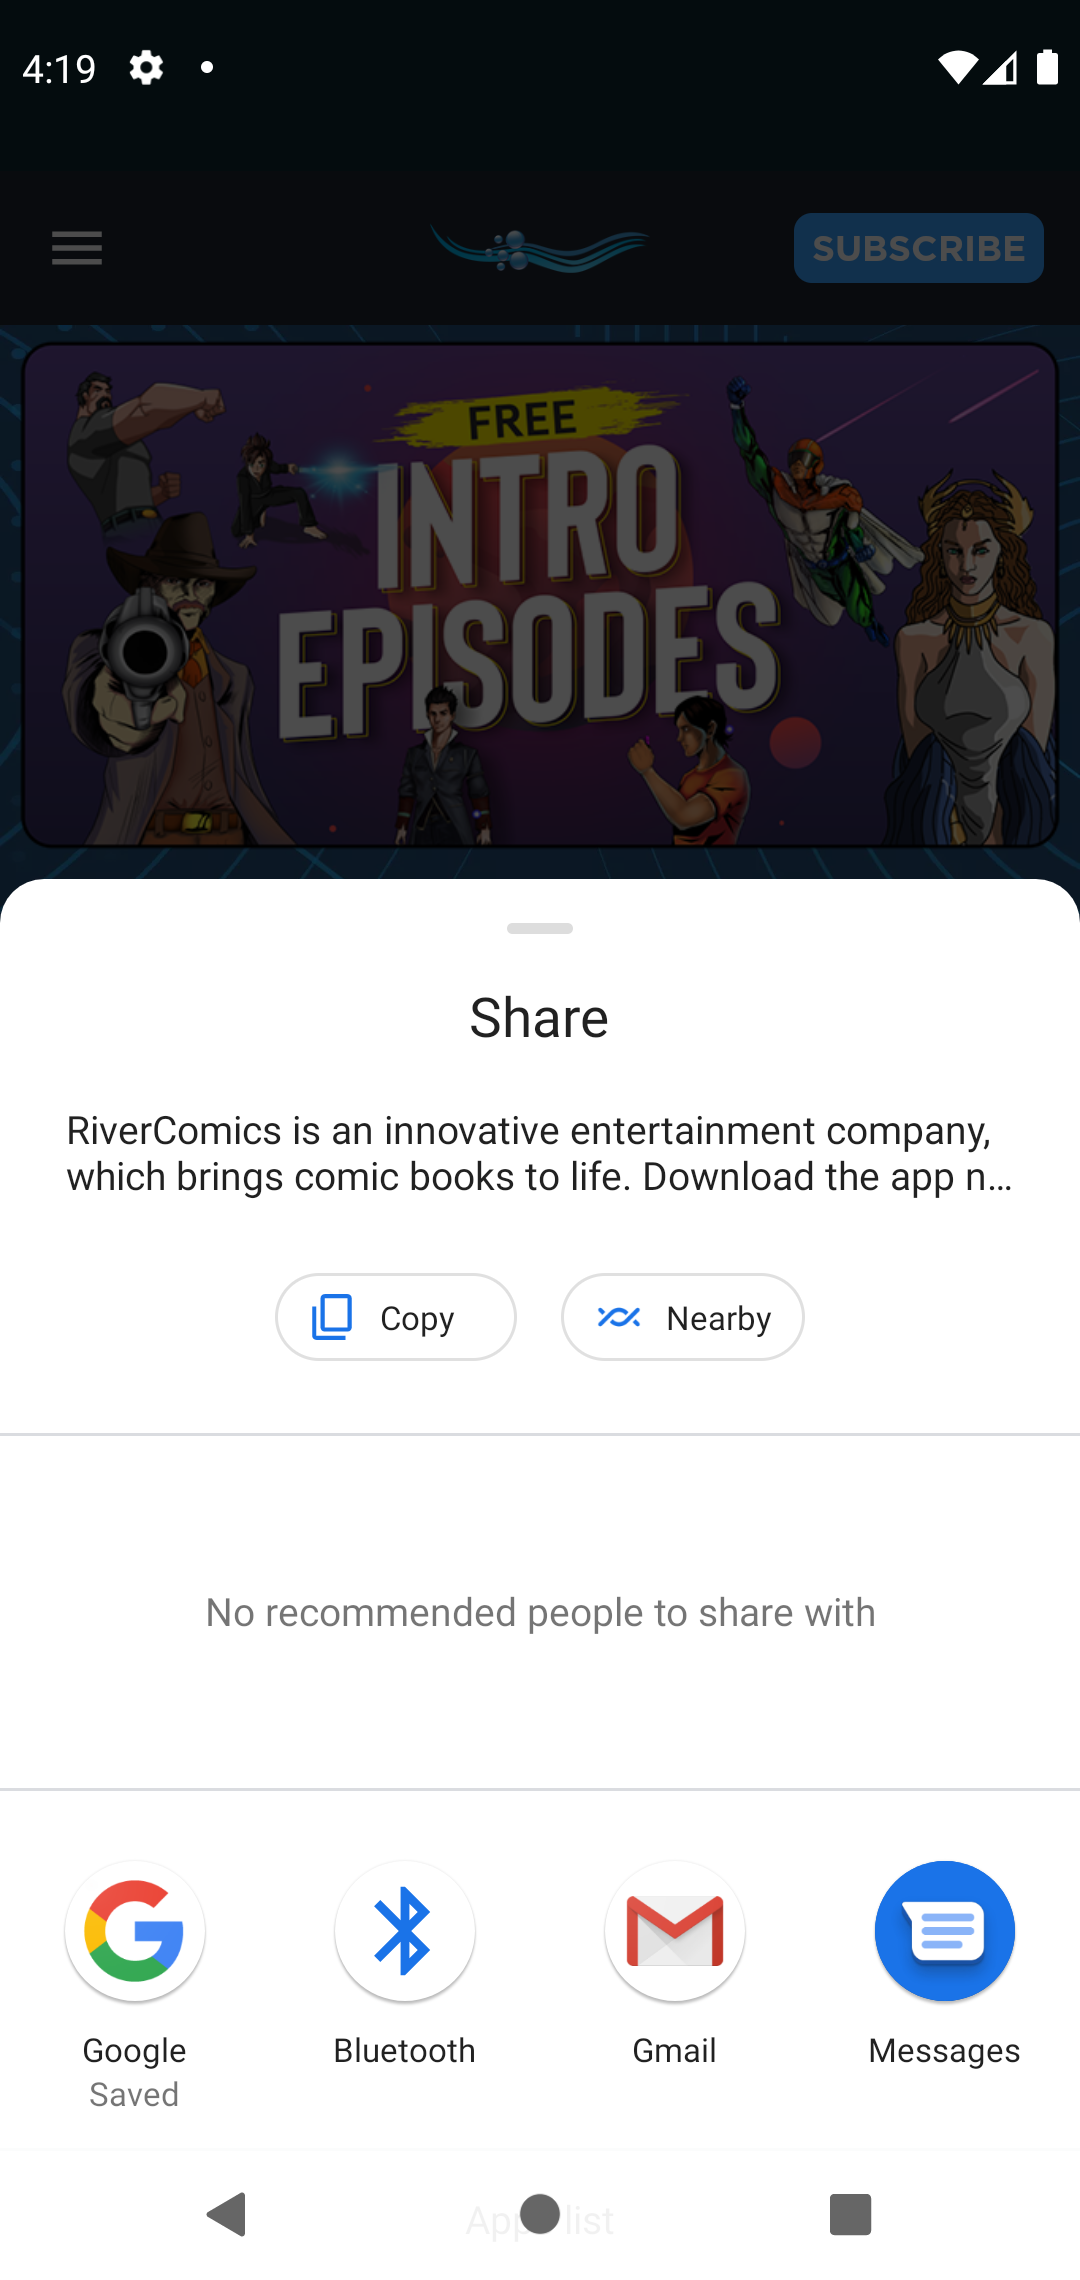 4:19
SUBSCRIBE
FREE
INTRO
EPISODES
Share
RiverComics is an innovative entertainment company,
which brings comic books to life. Download the app n...
Copy
Nearby
No recommended people to share with
Google
Saved
Bluetooth
Gmail
Messages
list